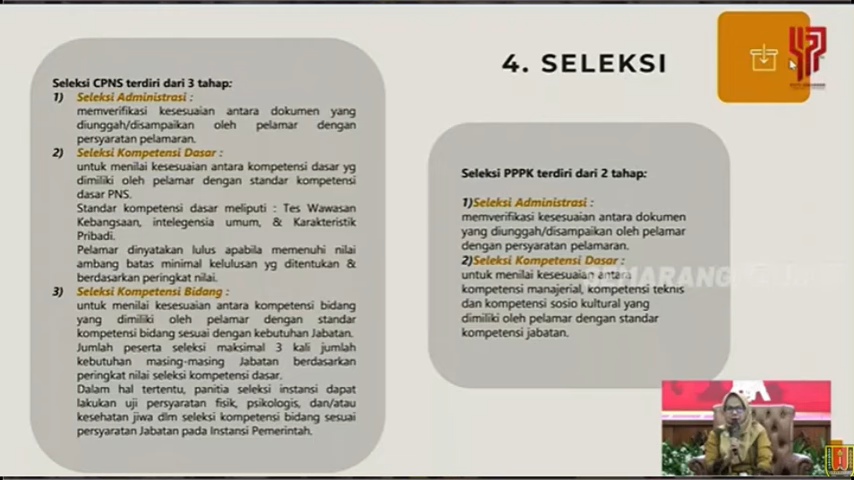 4. SELEKSI
Seleksi CPNS terdiri dari 3 tahap:
1) Seleksi Administrasi :
memverifikasi kesesuaian antara dokumen yang
diunggah/disampaikan oleh pelamar dengan
persyaratan pelamaran.
2) Seleksi Kompetensi Dasar :
untuk menilai kesesuaian antara kompetensi dasar yg
dimiliki oleh pelamar dengan standar kompetensi
dasar PNS.
Standar kompetensi dasar meliputi : Tes Wawasan
Kebangsaan, intelegensia umum, & Karakteristik
Pribadi.
Pelamar dinyatakan lulus apabila memenuhi nilai
ambang batas minimal kelulusan yg ditentukan &
berdasarkan peringkat nilai.
3) Seleksi Kompetensi Bidang :
untuk menilai kesesuaian antara kompetensi bidang
yang dimiliki oleh pelamar dengan standar
kompetensi bidang sesuai dengan kebutuhan Jabatan.
Jumlah peserta seleksi maksimal 3 kali jumlah
kebutuhan masing-masing Jabatan berdasarkan
peringkat nilai seleksi kompetensi dasar.
Dalam hal tertentu, panitia seleksi instansi dapat
lakukan uji persyaratan fisik, psikologis, dan/atau
kesehatan jiwa dlm seleksi kompetensi bidang sesuai
persyaratan Jabatan pada Instansi Pemerintah.
Seleksi PPPK terdiri dari 2 tahap:
1)Seleksi Administrasi :
memverifikasi kesesuaian antara dokumen
yang diunggah/disampaikan oleh pelamar
dengan persyaratan pelamaran.
2)Seleksi Kompetensi Dasar :
untuk menilai kesesuaian antara
kompetensi manajerial, kompetensi teknis
dan kompetensi sosio kultural yang
dimiliki oleh pelamar dengan standar
kompetensi jabatan.